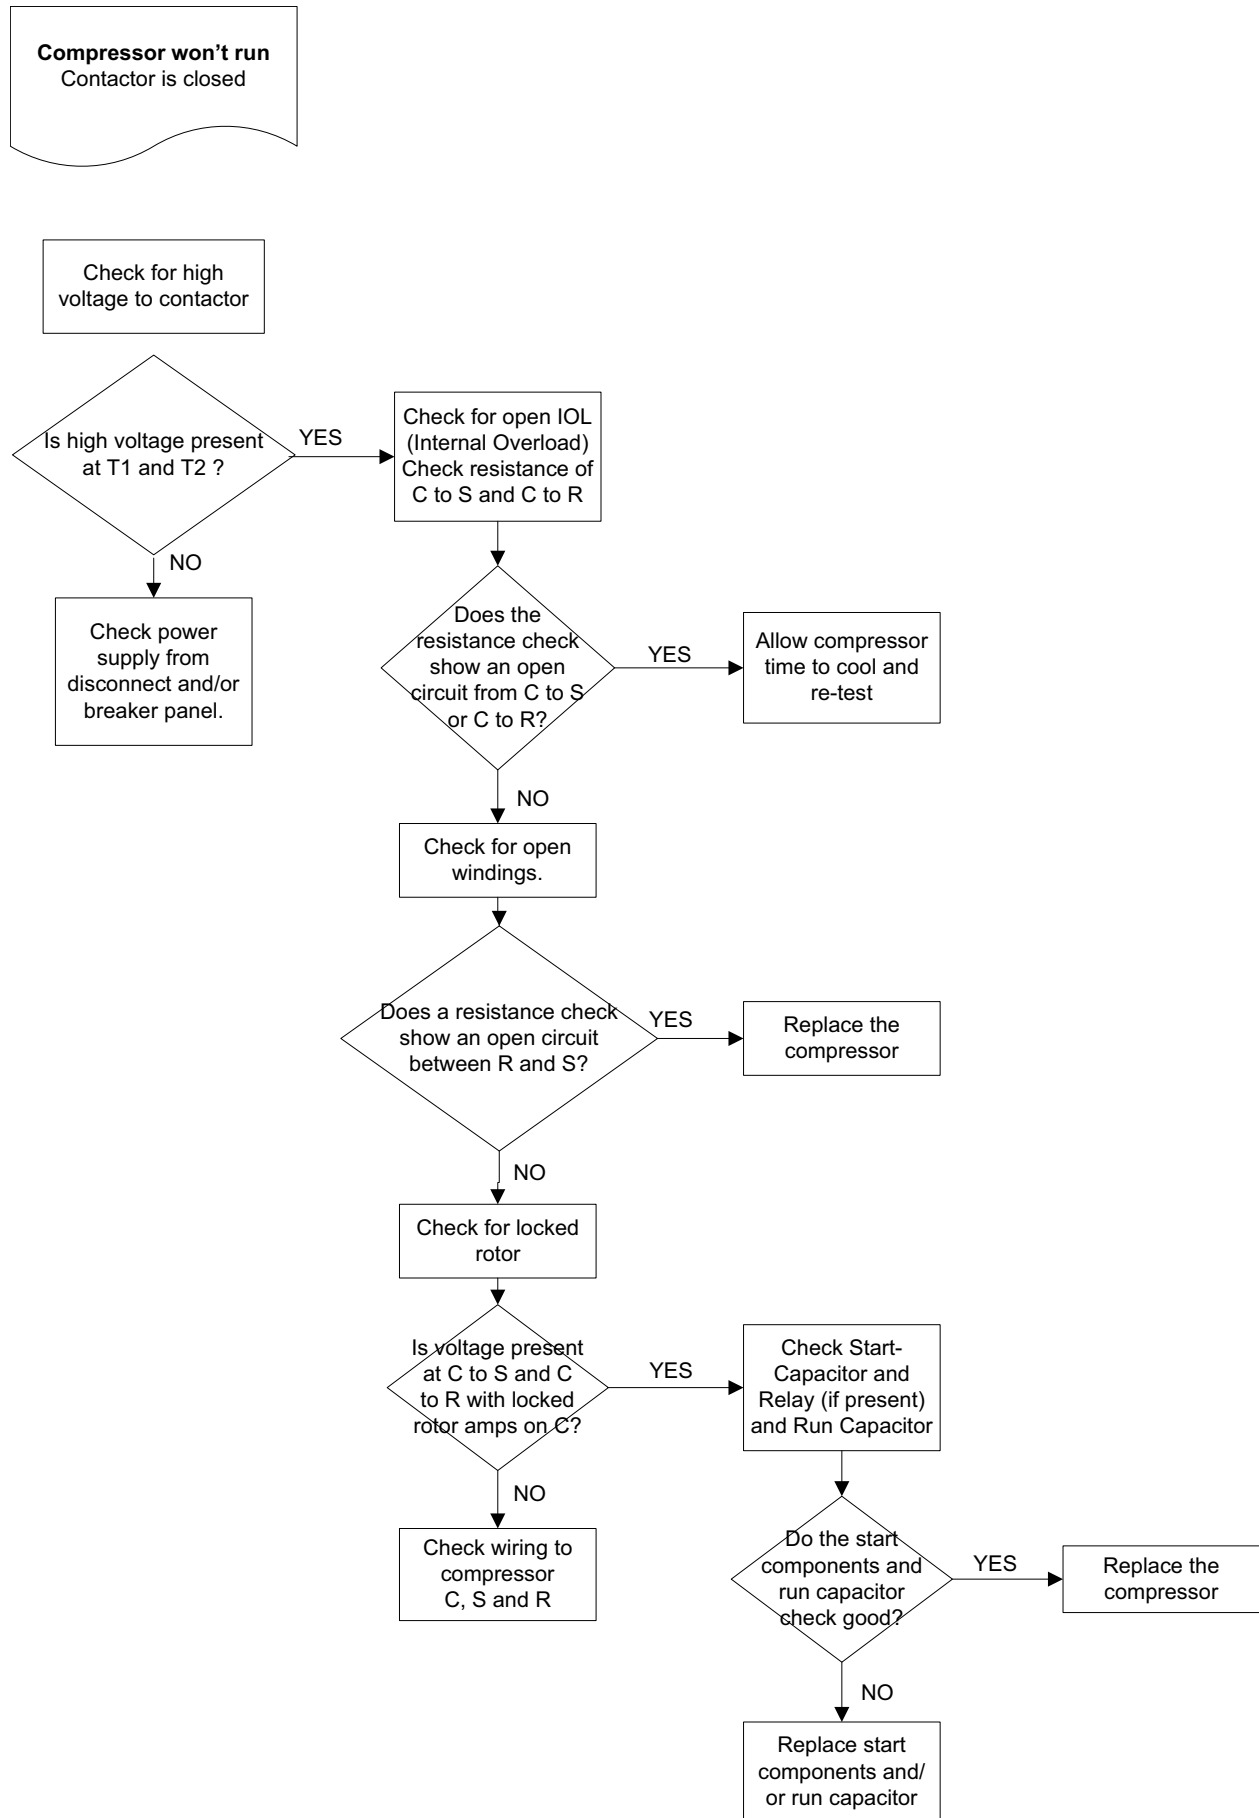 Compressor won't run
Contactor is closed
Check for high
voltage to contactor
Is high voltage present
at T1 and T2 ?
YES
NO
Check power
supply from
disconnect and/or
breaker panel.
Check for open IOL
(Internal Overload)
Check resistance of
C to S and C to R
Does the
resistance check
show an open
circuit from C to S
or C to R?
YES
Allow compressor
time to cool and
re-test
NO
Check for open
windings.
Does a resistance check
show an open circuit
between R and S?
YES
Replace the
compressor
NO
Check for locked
rotor
Is voltage present
at C to S and C
to R with locked
rotor amps on C?
YES
NO
Check wiring to
compressor
C, S and R
Check Start-
Capacitor and
Relay (if present)
and Run Capacitor
Do the start
components and
run capacitor
check good?
YES
Replace the
compressor
NO
Replace start
components and/
or run capacitor